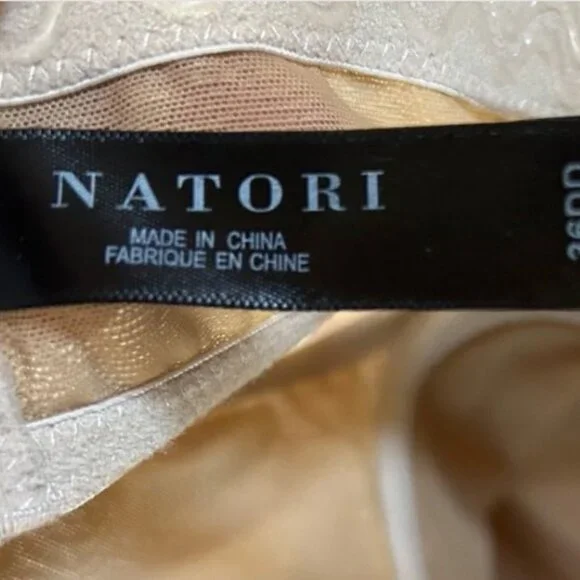 NATORI
MADE IN CHINA
FABRIQUE EN CHINE
36DD